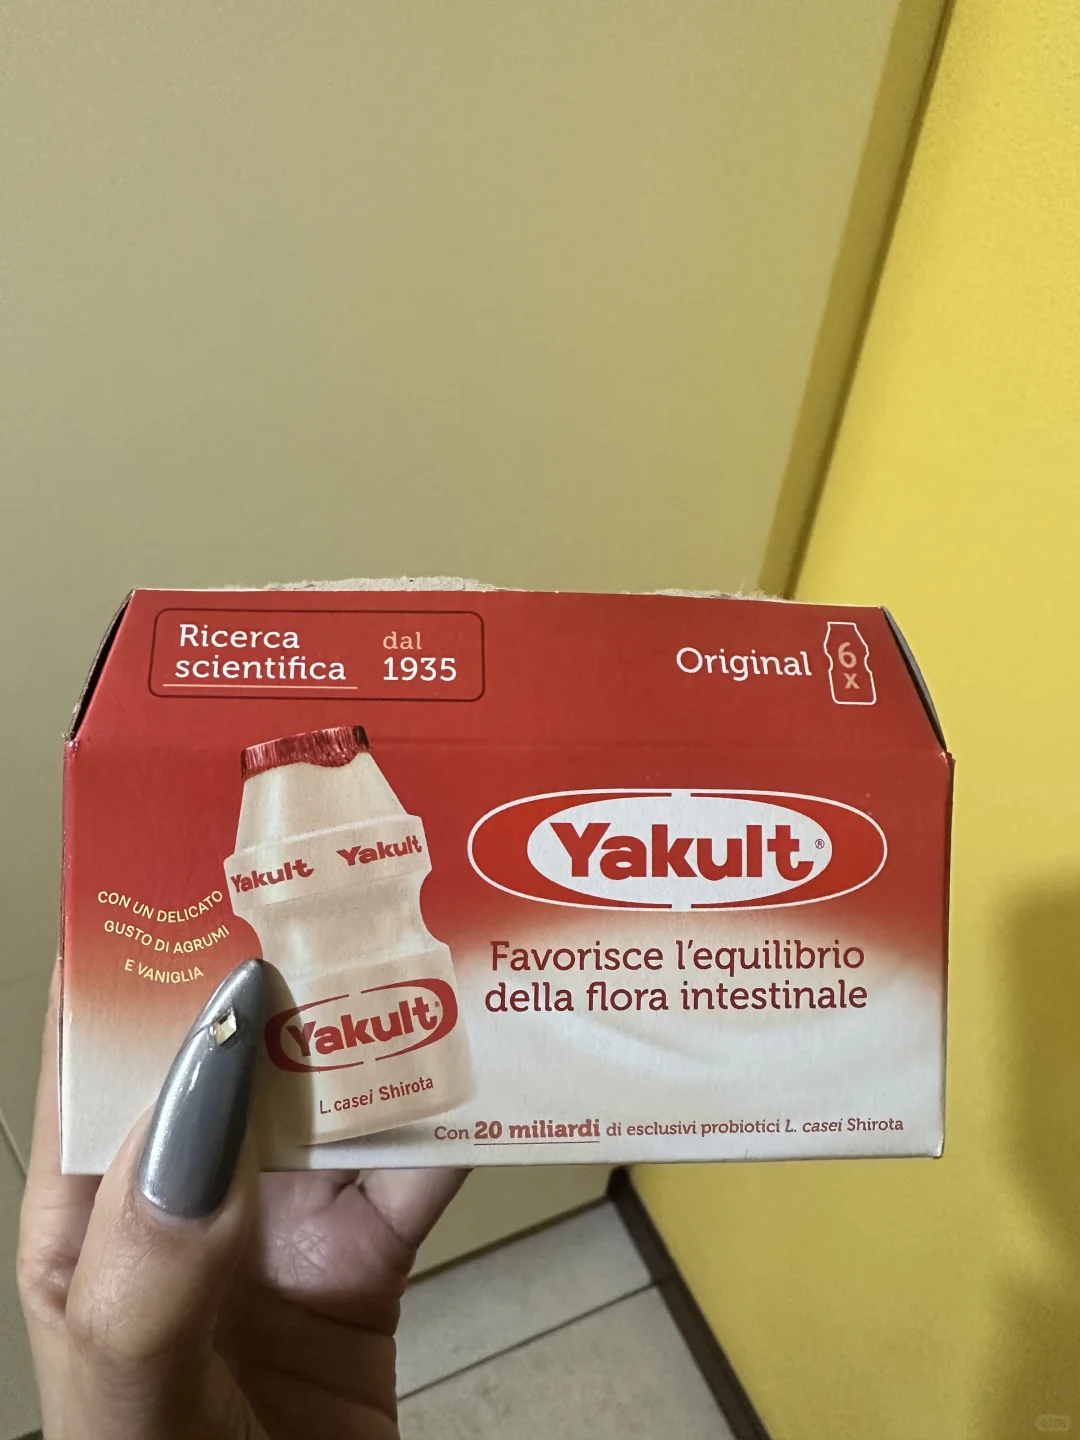 Ricerca
scientifica
dal
1935
Original
6
x
Yakult®
Favorisce l'equilibrio
della flora intestinale
CON UN DELICATO
GUSTO DI AGRUMI
E VANIGLIA
Yakult Yakult
Yakult
L. casei Shirota
Con 20 miliardi di esclusivi probiotici L. casei Shirota